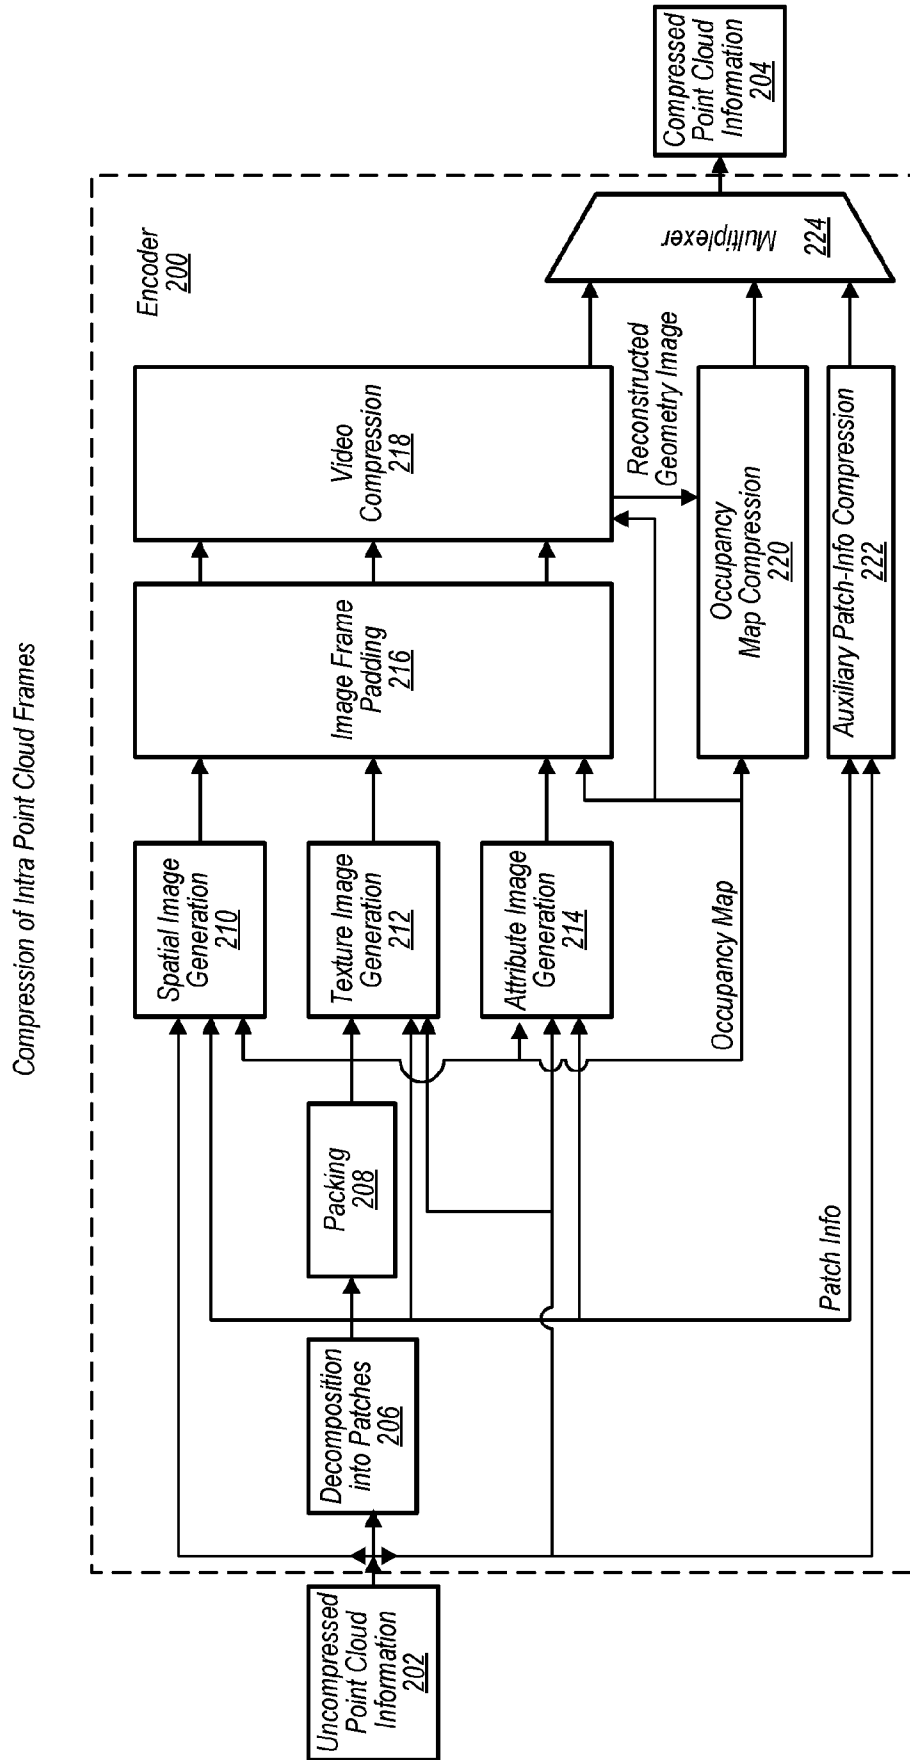 Compression of Intra Point Cloud Frames
Encoder
200
Uncompressed
Point Cloud
Information
202
Decomposition
into Patches
206
Packing
208
Spatial Image
Generation
210
Texture Image
Generation
212
Attribute Image
Generation
214
Image Frame
Padding
216
Video
Compression
218
Reconstructed
Geometry Image
Occupancy Map
Occupancy
Map Compression
220
Patch Info
Auxiliary Patch-Info Compression
222
Multiplexer
224
Compressed
Point Cloud
Information
204